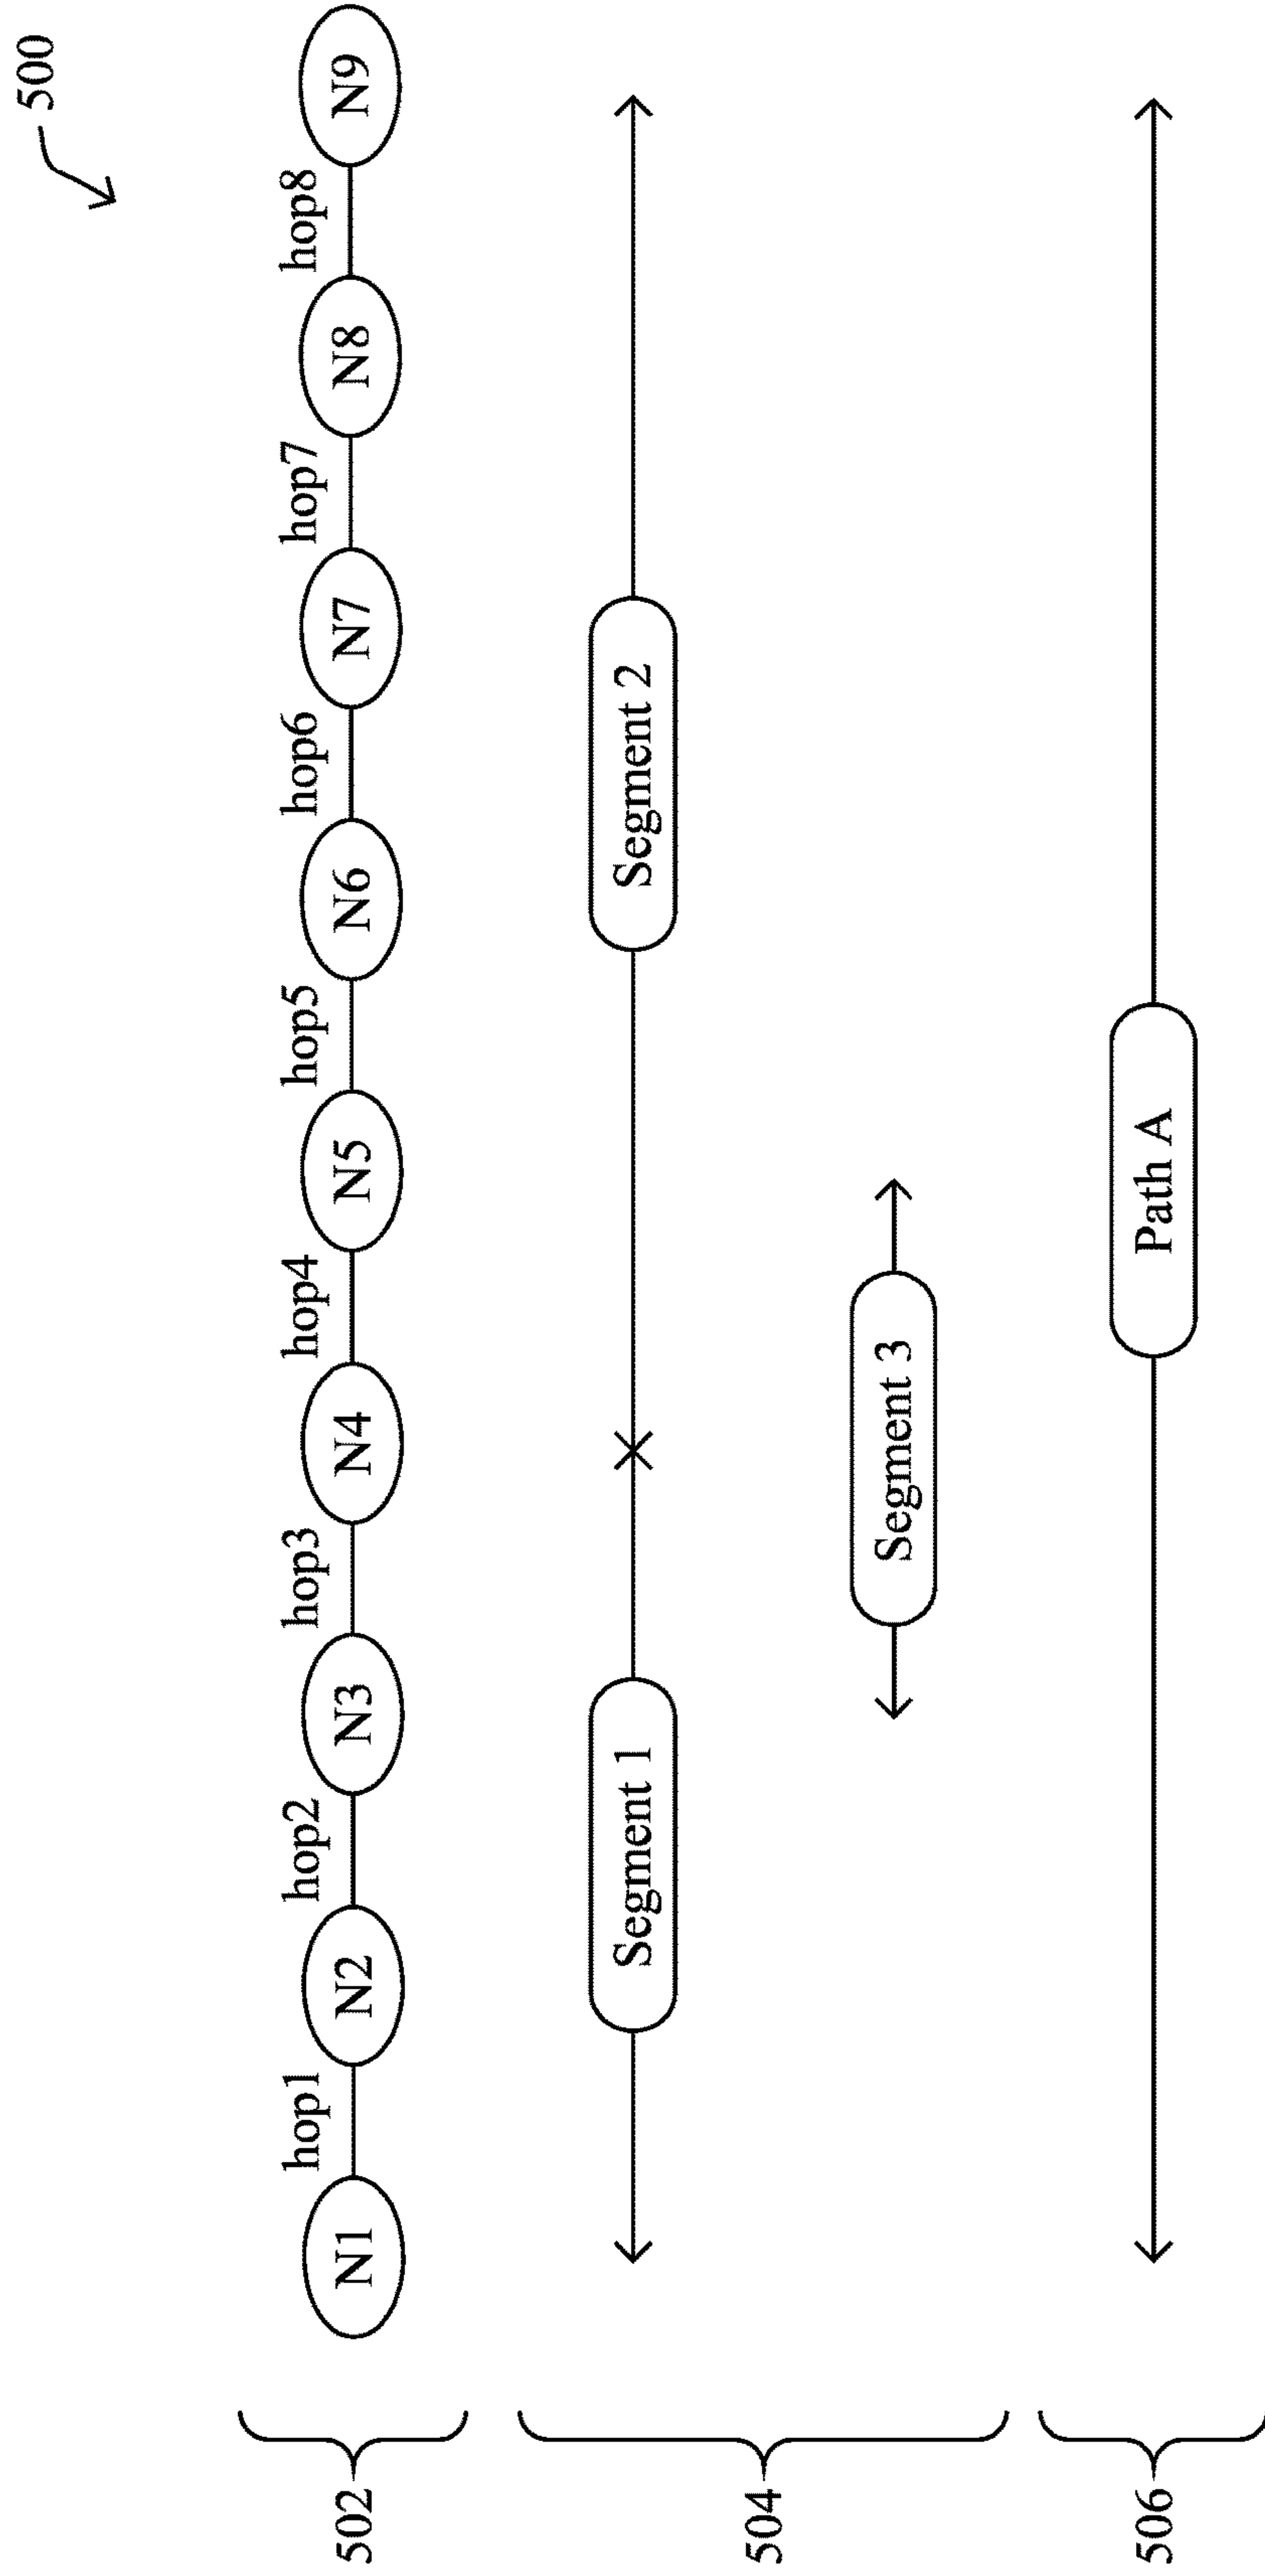 500
502
N1 hop1 N2 hop2 N3 hop3 N4 hop4 N5 hop5 N6 hop6 N7 hop7 N8 hop8 N9
504
Segment 1
Segment 2
Segment 3
506
Path A